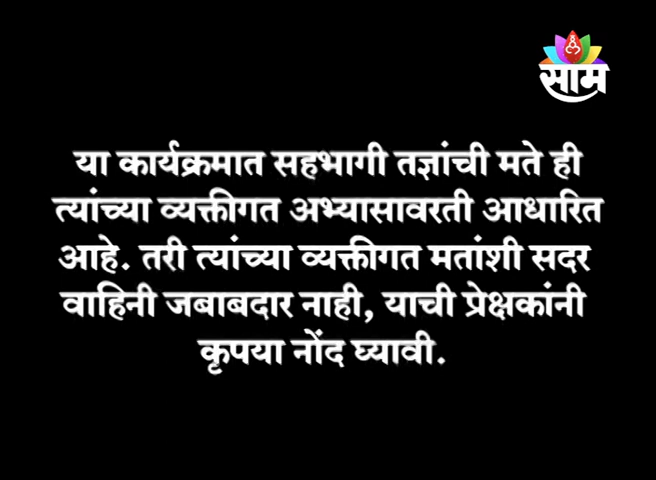 साम
या कार्यक्रमात सहभागी तज्ञांची मते ही
त्यांच्या व्यक्तीगत अभ्यासावरती आधारित
आहे. तरी त्यांच्या व्यक्तीगत मतांशी सदर
वाहिनी जबाबदार नाही, याची प्रेक्षकांनी
कृपया नोंद घ्यावी.